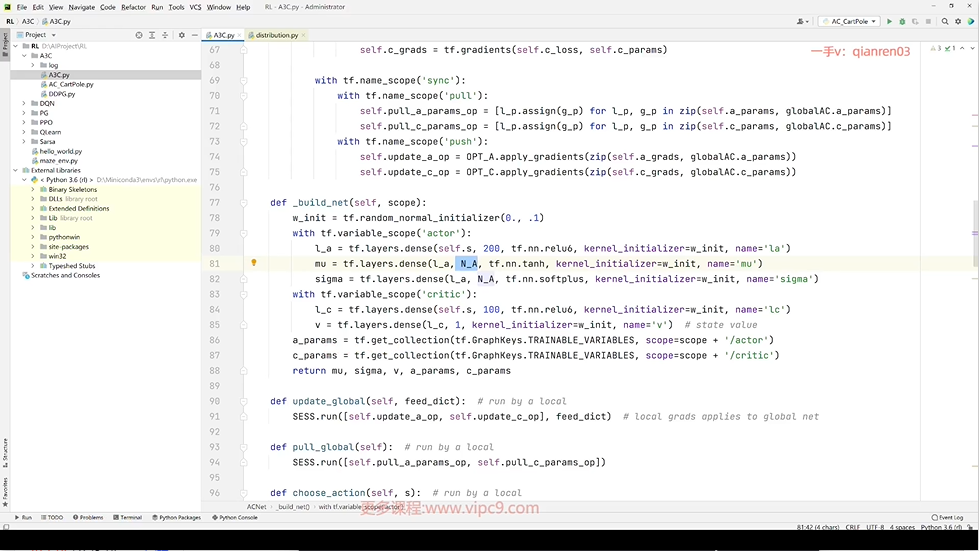 File Edit View Navigate Code Refactor Run Tools VCS Window Help RL - A3C.py - Administrator
RL A3C A3C.py AC_CartPole
Project A3C.py distribution.py
RL D:\AIProject\RL
A3C
log
A3C.py
AC_CartPole.py
DDPG.py
DQN
PG
PPO
QLearn
Sarsa
hello_world.py
maze_env.py
External Libraries
< Python 3.6 (rl) > D:\Miniconda3\envs\rl\python.exe
Binary Skeletons
DLLs library root
Extended Definitions
Lib library root
lib
pythonwin
site-packages
win32
Typeshed Stubs
Scratches and Consoles
Project
Structure
Favorites
一手v：qianren03
3 1
67 self.c_grads = tf.gradients(self.c_loss, self.c_params)
68
69 with tf.name_scope('sync'):
70 with tf.name_scope('pull'):
71 self.pull_a_params_op = [l_p.assign(g_p) for l_p, g_p in zip(self.a_params, globalAC.a_params)]
72 self.pull_c_params_op = [l_p.assign(g_p) for l_p, g_p in zip(self.c_params, globalAC.c_params)]
73 with tf.name_scope('push'):
74 self.update_a_op = OPT_A.apply_gradients(zip(self.a_grads, globalAC.a_params))
75 self.update_c_op = OPT_C.apply_gradients(zip(self.c_grads, globalAC.c_params))
76
77 def _build_net(self, scope):
78 w_init = tf.random_normal_initializer(0., .1)
79 with tf.variable_scope('actor'):
80 l_a = tf.layers.dense(self.s, 200, tf.nn.relu6, kernel_initializer=w_init, name='la')
81 mu = tf.layers.dense(l_a, N_A, tf.nn.tanh, kernel_initializer=w_init, name='mu')
82 sigma = tf.layers.dense(l_a, N_A, tf.nn.softplus, kernel_initializer=w_init, name='sigma')
83 with tf.variable_scope('critic'):
84 l_c = tf.layers.dense(self.s, 100, tf.nn.relu6, kernel_initializer=w_init, name='lc')
85 v = tf.layers.dense(l_c, 1, kernel_initializer=w_init, name='v') # state value
86 a_params = tf.get_collection(tf.GraphKeys.TRAINABLE_VARIABLES, scope=scope + '/actor')
87 c_params = tf.get_collection(tf.GraphKeys.TRAINABLE_VARIABLES, scope=scope + '/critic')
88 return mu, sigma, v, a_params, c_params
89
90 def update_global(self, feed_dict): # run by a local
91 SESS.run([self.update_a_op, self.update_c_op], feed_dict) # local grads applies to global net
92
93 def pull_global(self): # run by a local
94 SESS.run([self.pull_a_params_op, self.pull_c_params_op])
95
96 def choose_action(self, s): # run by a local
ACNet _build_net() with tf.variable_scope('actor')
更多课程:www.vipc9.com
Run TODO Problems Terminal Python Packages Python Console Event Log
81:42 (4 chars) CRLF UTF-8 4 spaces Python 3.6 (rl)